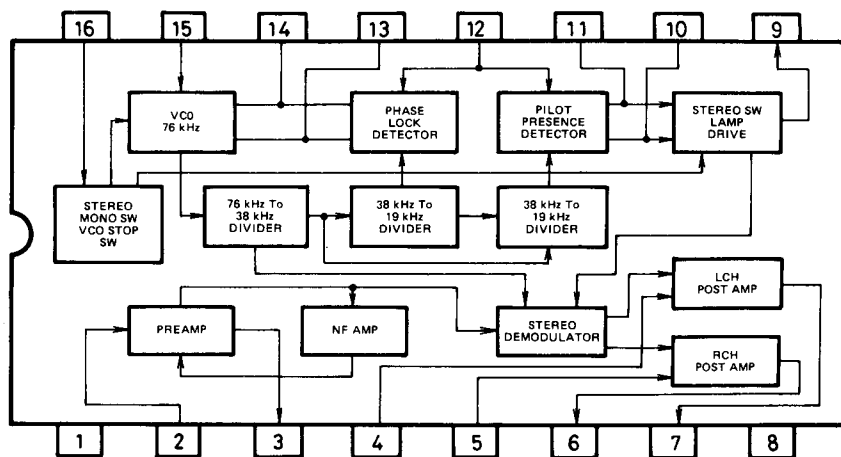 16 15 14 13 12 11 10 9
VCO
76 kHz
PHASE
LOCK
DETECTOR
PILOT
PRESENCE
DETECTOR
STEREO SW
LAMP
DRIVE
STEREO
MONO SW
VCO STOP
SW
76 kHz To
38 kHz
DIVIDER
38 kHz To
19 kHz
DIVIDER
38 kHz To
19 kHz
DIVIDER
PREAMP
NF AMP
STEREO
DEMODULATOR
LCH
POST AMP
RCH
POST AMP
1 2 3 4 5 6 7 8